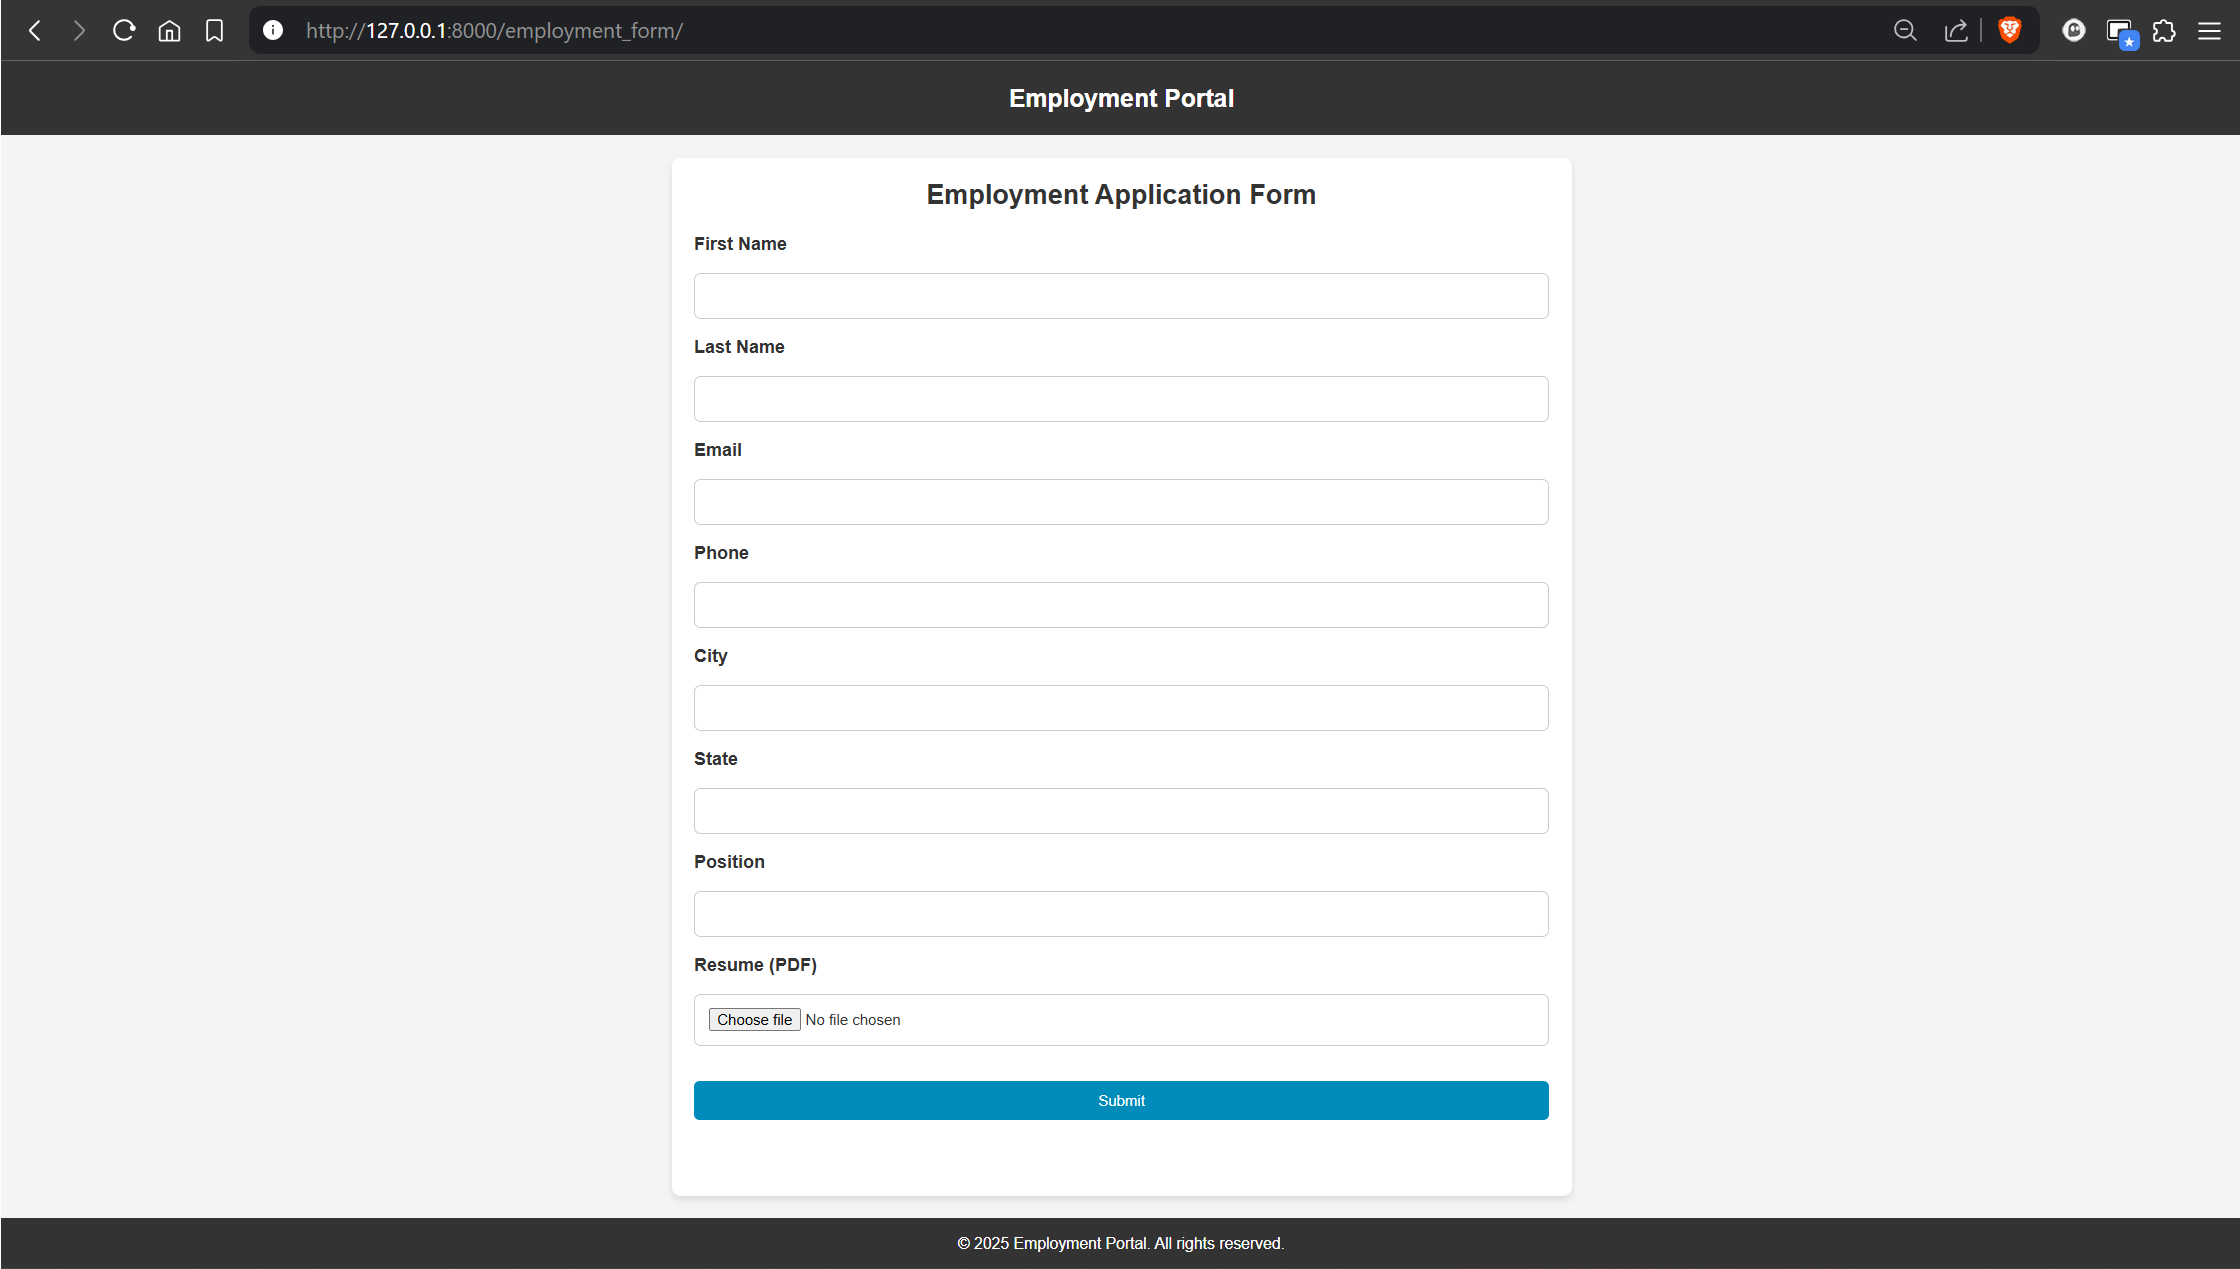 http://127.0.0.1:8000/employment_form/
Employment Portal
Employment Application Form
First Name
Last Name
Email
Phone
City
State
Position
Resume (PDF)
Choose file No file chosen
Submit
© 2025 Employment Portal. All rights reserved.